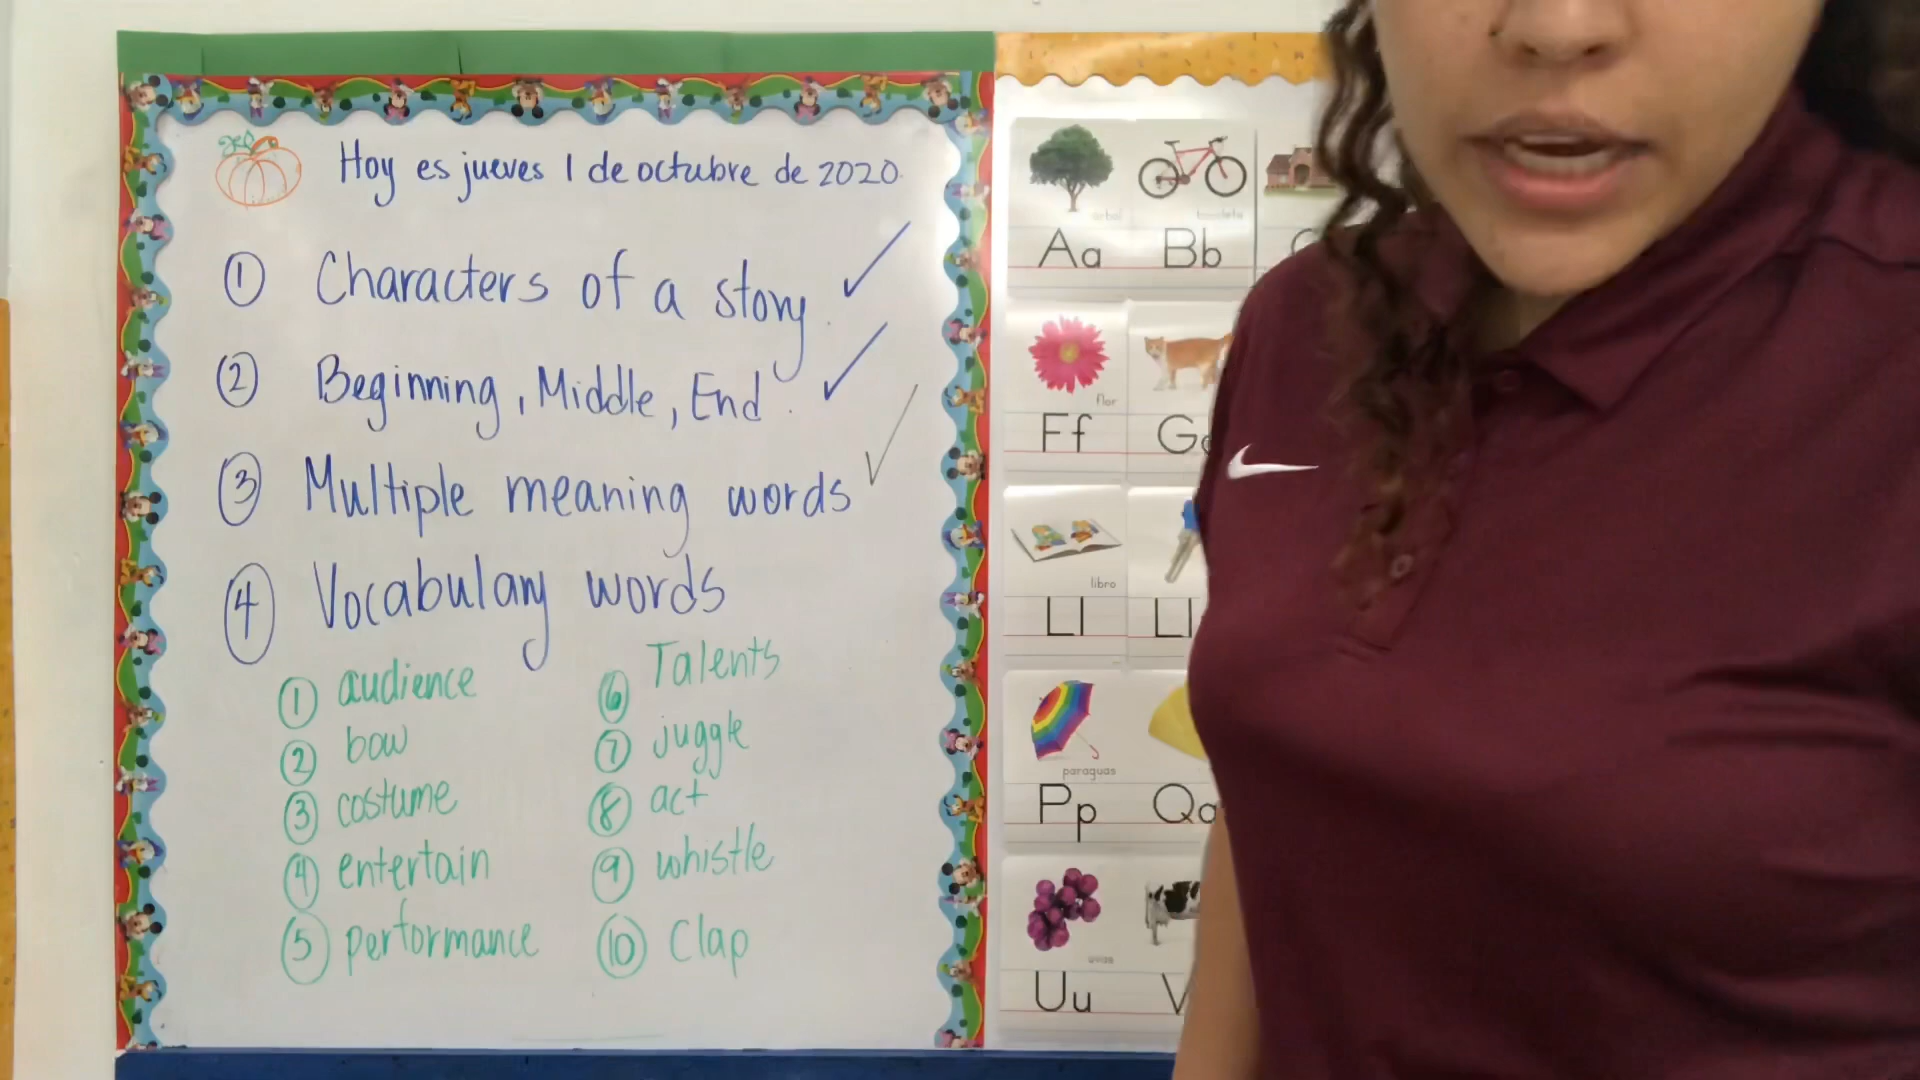 Hoy es jueves 1 de octubre de 2020.
1 Characters of a story.
2 Beginning, Middle, End.
3 Multiple meaning words
4 Vocabulary words
1 audience
2 bow
3 costume
4 entertain
5 performance
6 Talents
7 juggle
8 act
9 whistle
10 Clap
árbol
Aa
bicicleta
Bb
flor
Ff
libro
Ll
paraguas
Pp
uvas
Uu